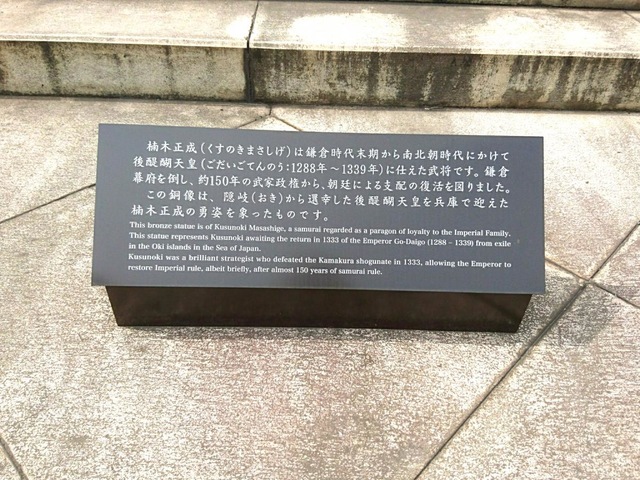 楠木正成(くすのきまさしげ)は鎌倉時代末期から南北朝時代にかけて
後醍醐天皇(ごだいごてんのう:1288年〜1339年)に仕えた武将です。鎌倉
幕府を倒し、約150年の武家政権から、朝廷による支配の復活を図りました。
この銅像は、隠岐(おき)から還幸した後醍醐天皇を兵庫で迎えた
楠木正成の勇姿を象ったものです。
This bronze statue is of Kusunoki Masashige, a samurai regarded as a paragon of loyalty to the Imperial Family.
This statue represents Kusunoki awaiting the return in 1333 of the Emperor Go-Daigo (1288 - 1339) from exile
in the Oki islands in the Sea of Japan.
Kusunoki was a brilliant strategist who defeated the Kamakura shogunate in 1333, allowing the Emperor to
restore Imperial rule, albeit briefly, after almost 150 years of samurai rule.